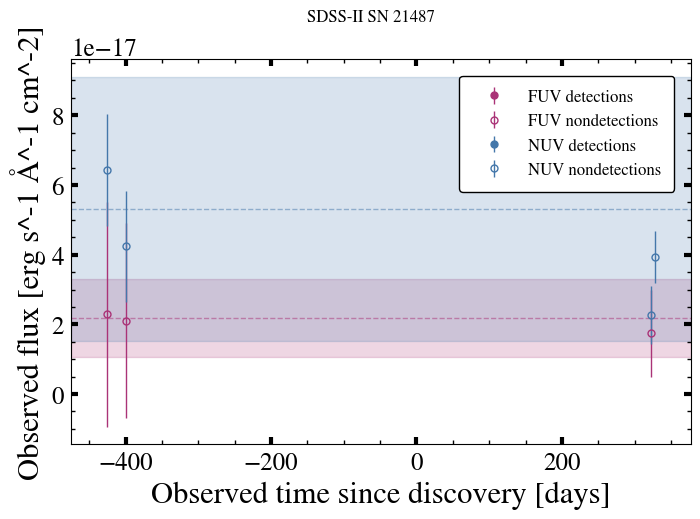 SDSS-II SN 21487
1e−17
Observed flux [erg s^-1 Å^-1 cm^-2]
8
6
4
2
0
FUV detections
FUV nondetections
NUV detections
NUV nondetections
−400 −200 0 200
Observed time since discovery [days]